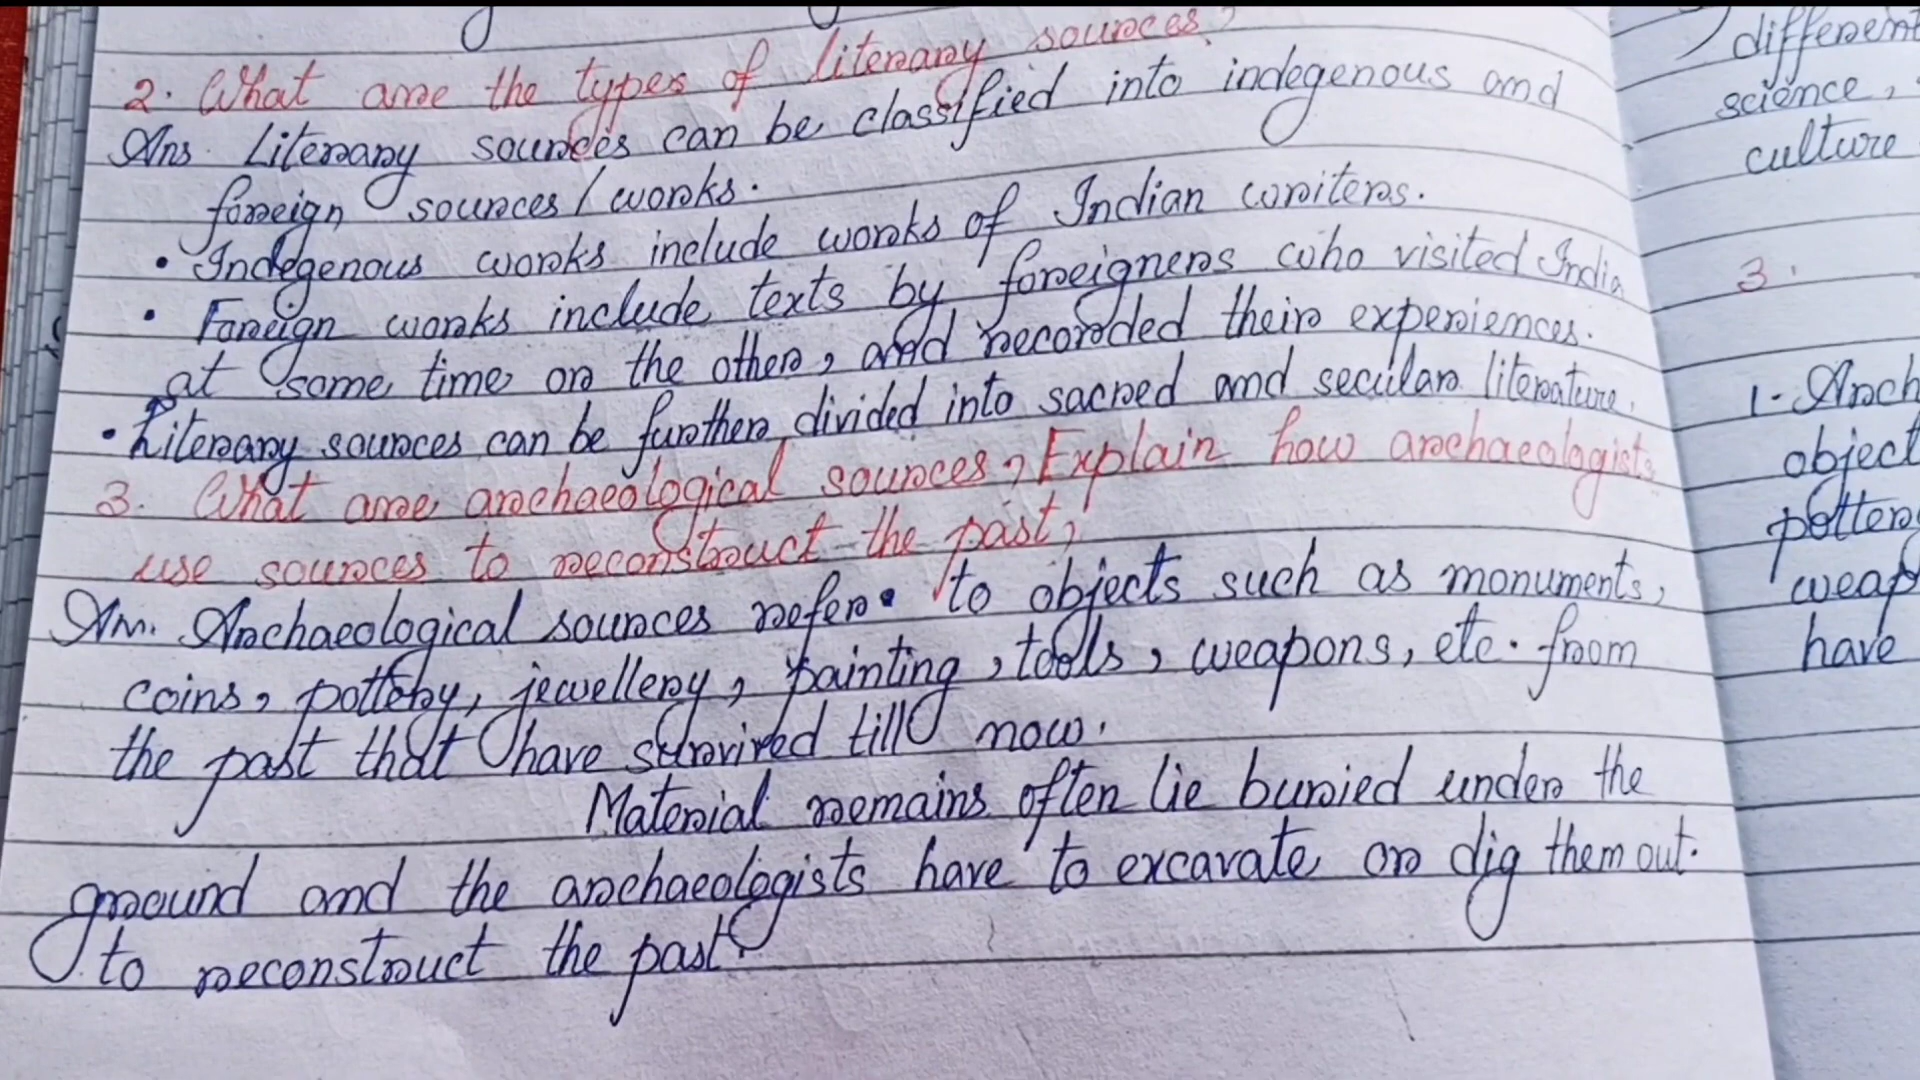 2. What are the types of literary sources?
Ans. Literary sources can be classified into indegenous and
foreign sources / works.
• Indegenous works include works of Indian writers.
• Foreign works include texts by foreigners who visited India
at some time or the other, and recorded their experiences.
• Literary sources can be further divided into sacred and secular literature.
3. What are archaeological sources, Explain how archaeologists
use sources to reconstruct the past,
An. Archaeological sources refer to objects such as monuments,
coins, pottery, jewellery, painting, tools, weapons, etc. from
the past that have survived till now.
Material remains often lie buried under the
ground and the archaeologists have to excavate or dig them out.
to reconstruct the past.
different
science,
culture
3.
1. Arch
object
potter
weap
have